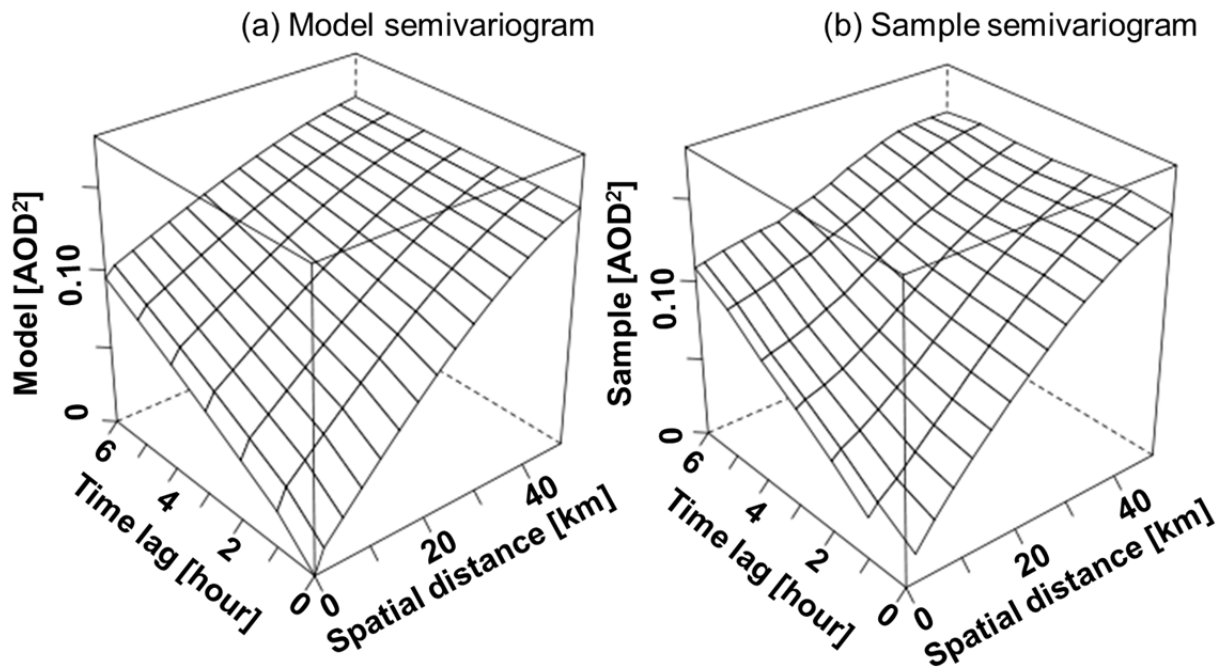 (a) Model semivariogram
(b) Sample semivariogram
Model [AOD²]
0
0.10
6
4
2
0
Time lag [hour]
0
20
40
Spatial distance [km]
Sample [AOD²]
0
0.10
6
4
2
0
Time lag [hour]
0
20
40
Spatial distance [km]